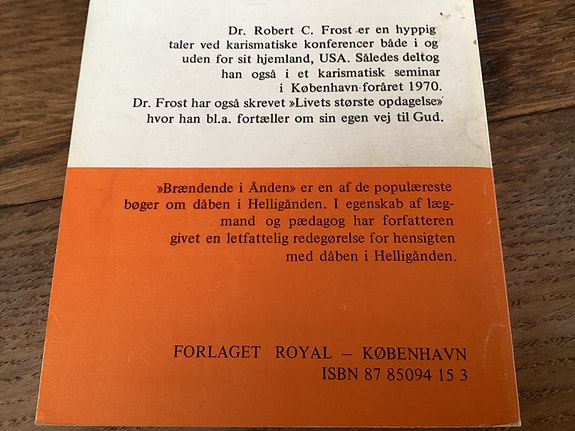 Dr. Robert C. Frost er en hyppig
taler ved karismatiske konferencer både i og
uden for sit hjemland, USA. Således deltog
han også i et karismatisk seminar
i København foråret 1970.
Dr. Frost har også skrevet »Livets største opdagelse«
hvor han bl.a. fortæller om sin egen vej til Gud.
»Brændende i Ånden» er en af de populæreste
bøger om dåben i Helligånden. I egenskab af læg-
mand og pædagog har forfatteren
givet en letfattelig redegørelse for hensigten
med dåben i Helligånden.
FORLAGET ROYAL – KØBENHAVN
ISBN 87 85094 15 3